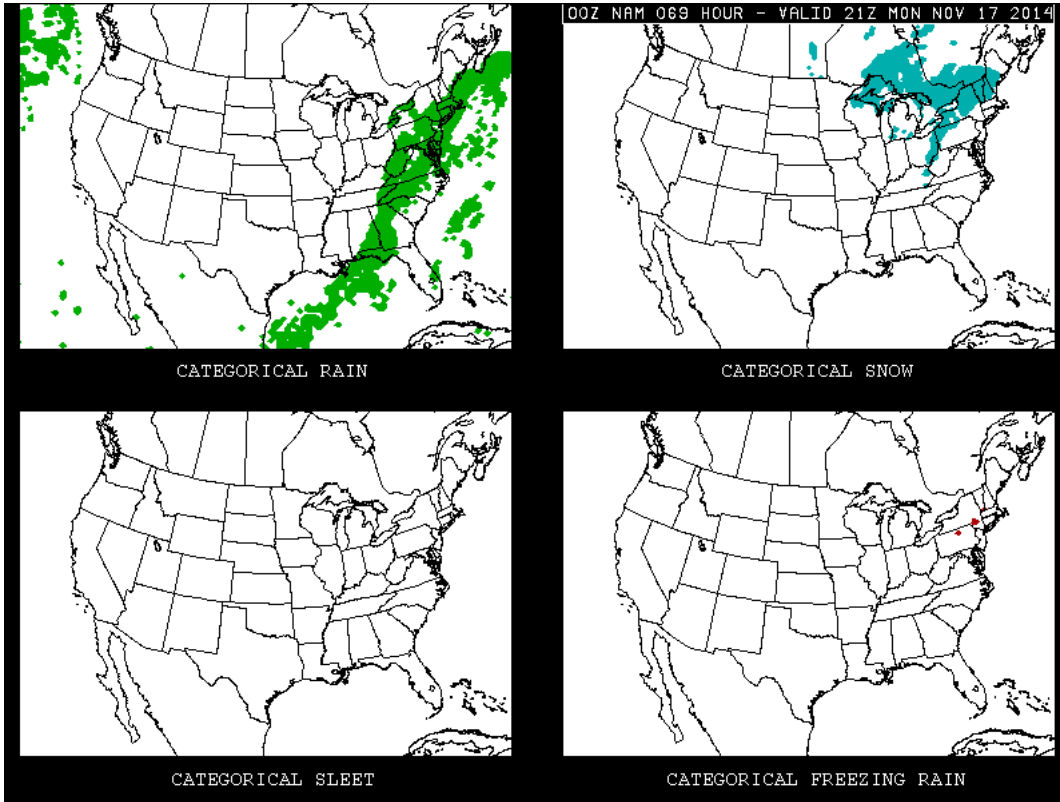 00Z NAM 069 HOUR - VALID 21Z MON NOV 17 2014
CATEGORICAL RAIN
CATEGORICAL SNOW
CATEGORICAL SLEET
CATEGORICAL FREEZING RAIN